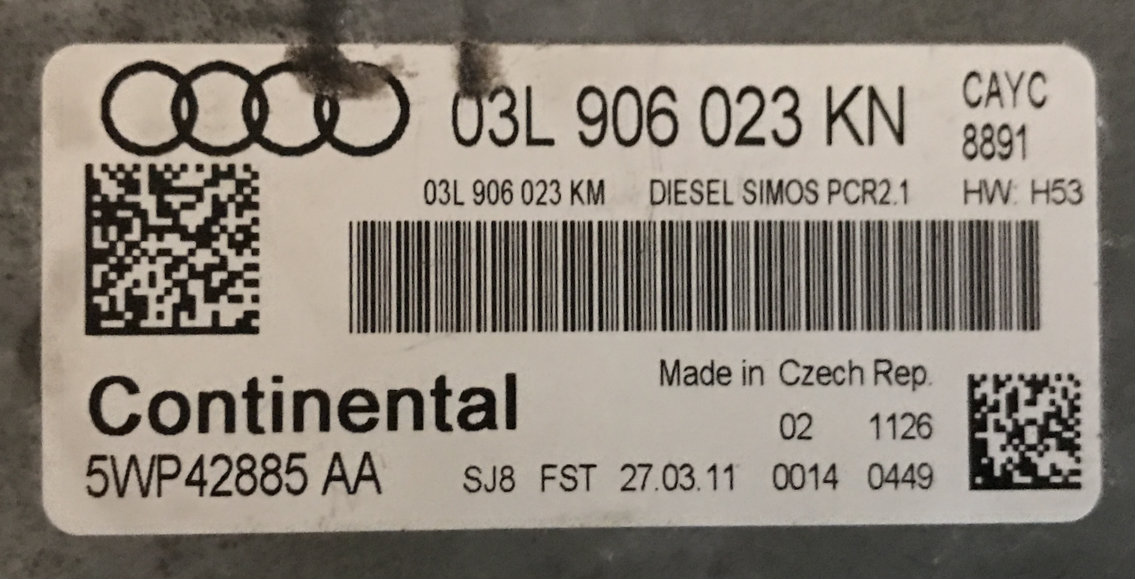 03L 906 023 KN CAYC
8891
03L 906 023 KM DIESEL SIMOS PCR2.1 HW: H53
Made in Czech Rep.
Continental
02 1126
5WP42885 AA SJ8 FST 27.03.11 0014 0449